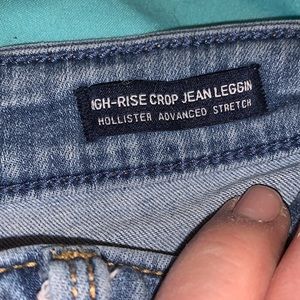 IGH-RISE CROP JEAN LEGGIN
HOLLISTER ADVANCED STRETCH